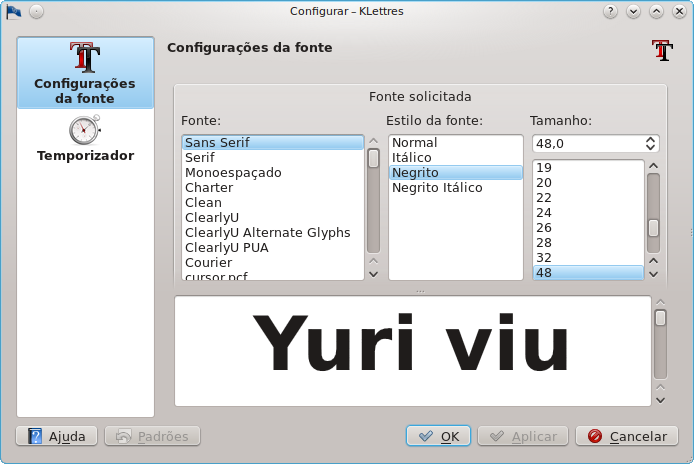 Configurar – KLettres
Configurações
da fonte
Temporizador
Configurações da fonte
Fonte solicitada
Fonte:
Sans Serif
Serif
Monoespaçado
Charter
Clean
ClearlyU
ClearlyU Alternate Glyphs
ClearlyU PUA
Courier
cursor.pcf
Estilo da fonte:
Normal
Itálico
Negrito
Negrito Itálico
Tamanho:
48,0
19
20
22
24
26
28
32
48
Yuri viu
Ajuda
Padrões
OK
Aplicar
Cancelar